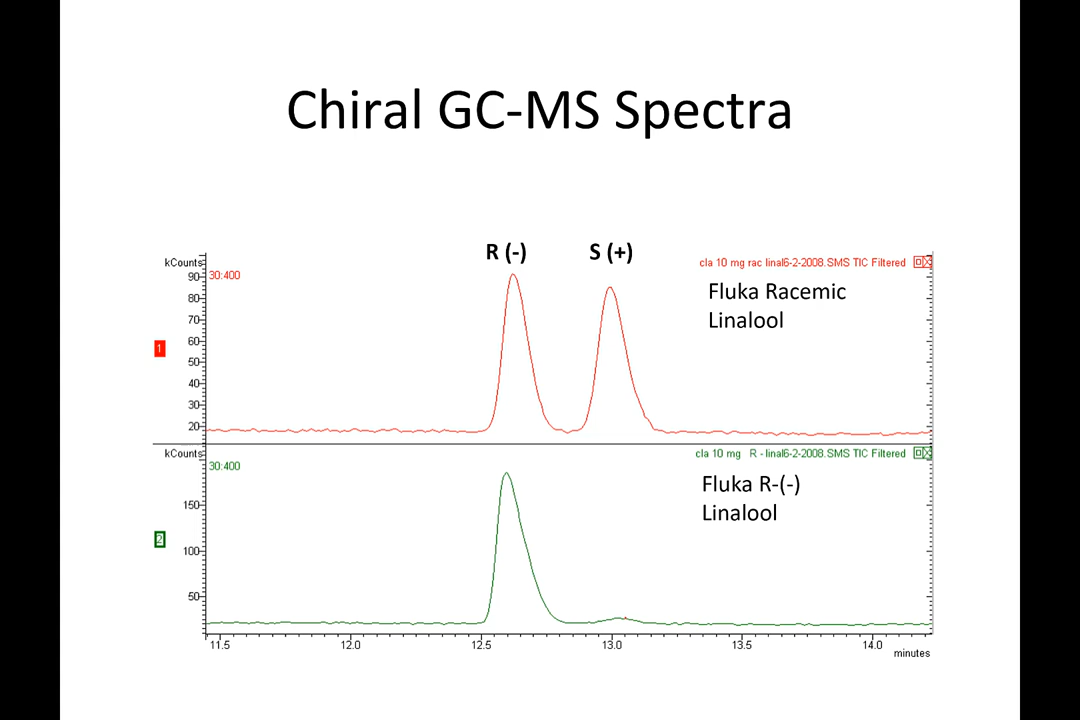 Chiral GC-MS Spectra
R (-) S (+)
kCounts
30:400
cla 10 mg rac linal6-2-2008.SMS TIC Filtered
Fluka Racemic
Linalool
90
80
70
60
50
40
30
20
1
kCounts
30:400
cla 10 mg R - linal6-2-2008.SMS TIC Filtered
Fluka R-(-)
Linalool
150
100
50
2
11.5 12.0 12.5 13.0 13.5 14.0
minutes